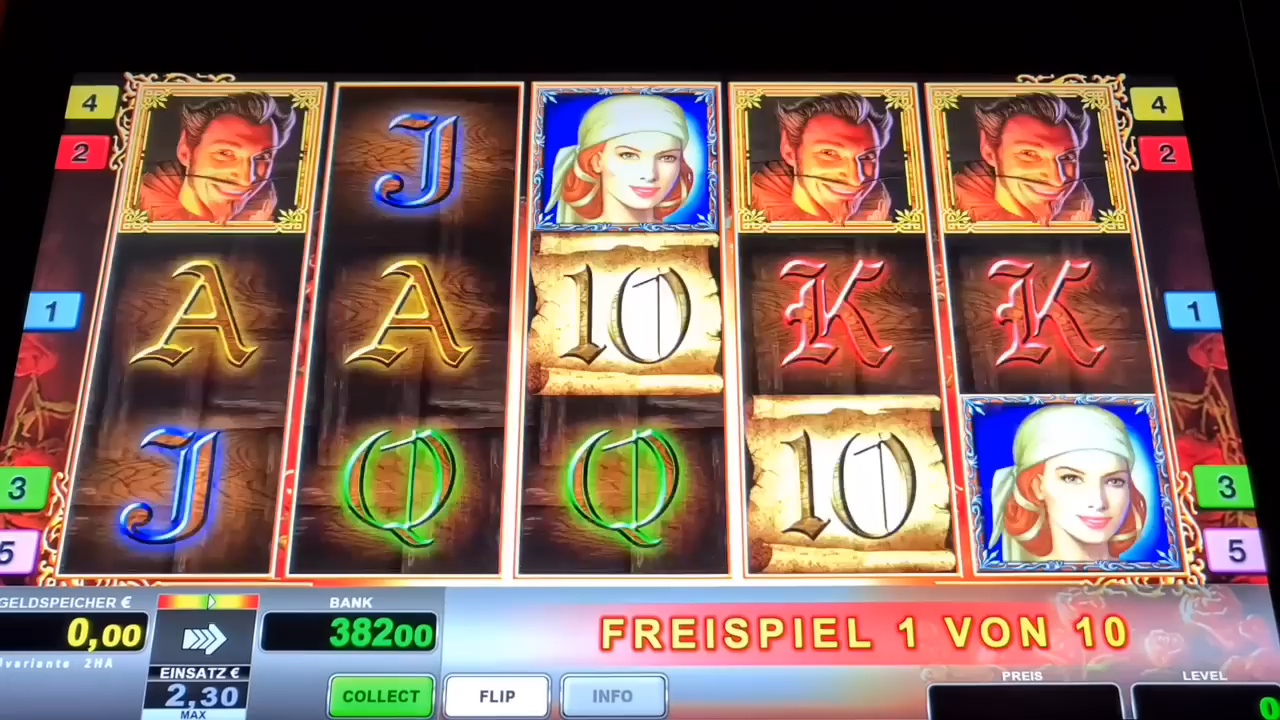 4 4
2 J 2
A A 10 K K
1 1
J Q Q 10
3 3
5 5
GELDSPEICHER € BANK
0,00 38200 FREISPIEL 1 VON 10
variante 2HA
EINSATZ € PREIS LEVEL
2,30 COLLECT FLIP INFO 0
MAX